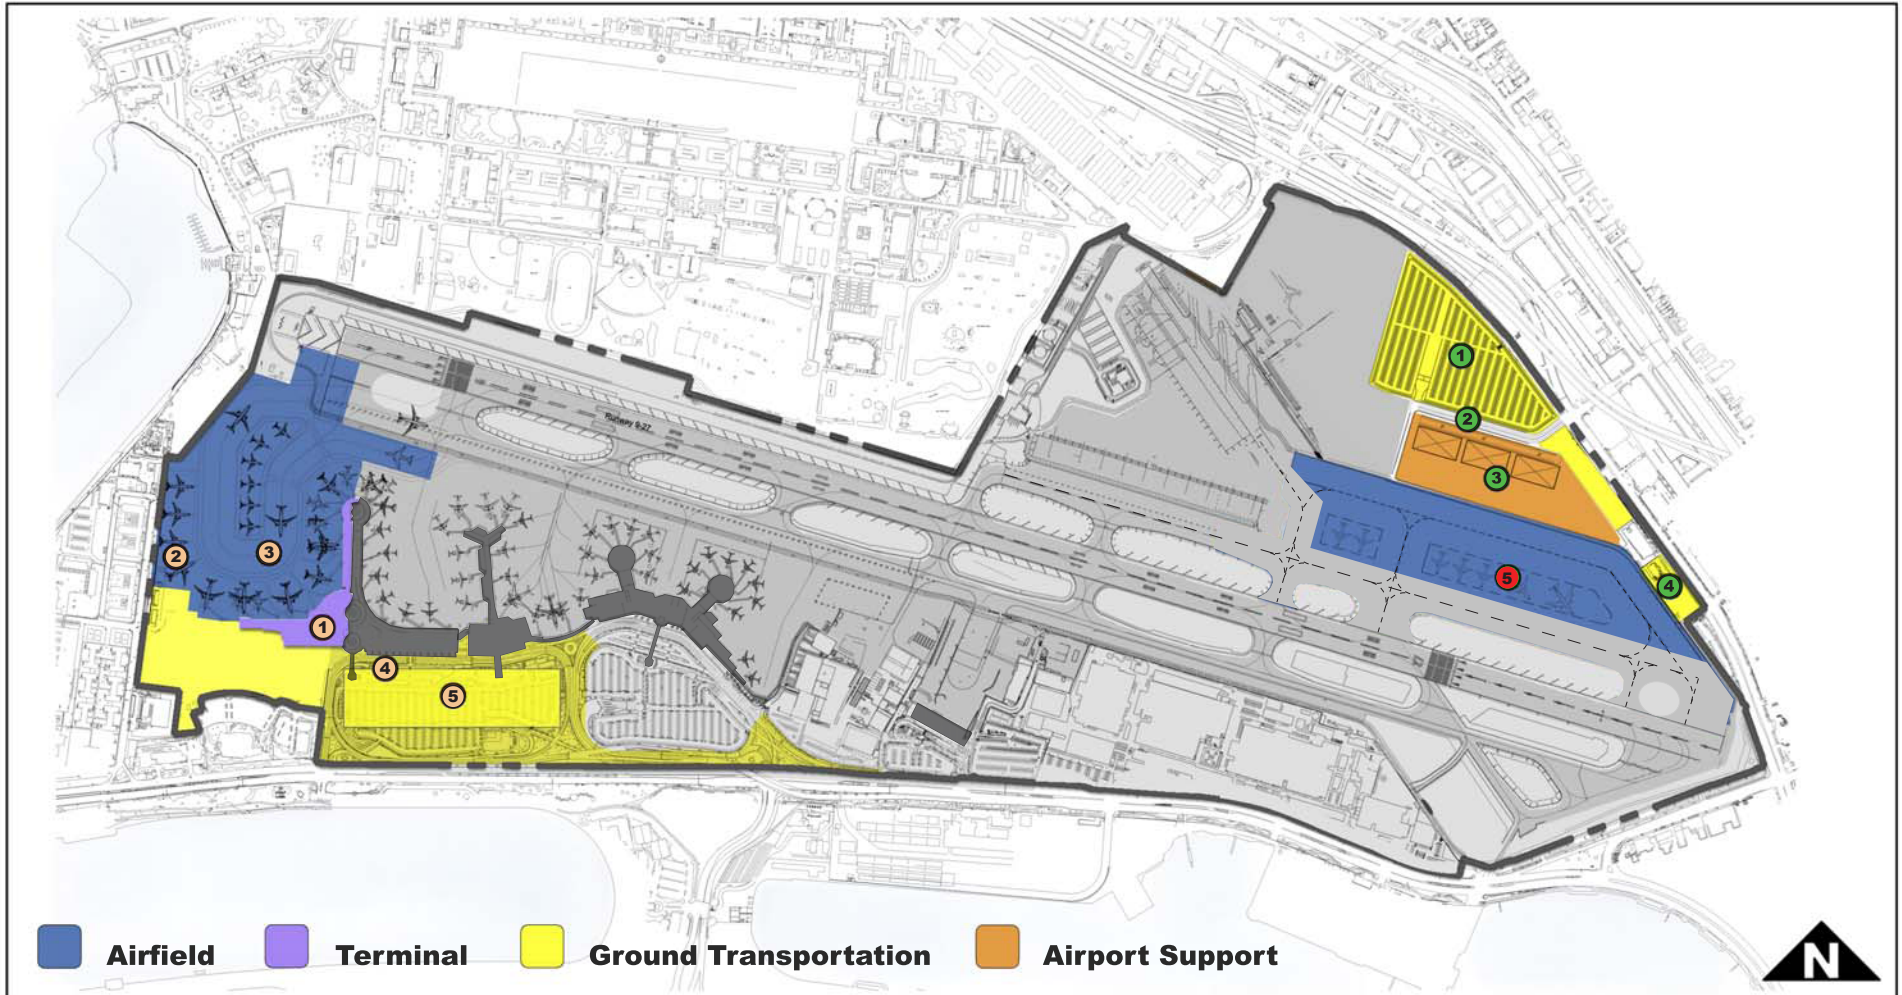 Runway 9-27
1
2
3
2
3
5
4
1
4
5
Airfield
Terminal
Ground Transportation
Airport Support
N